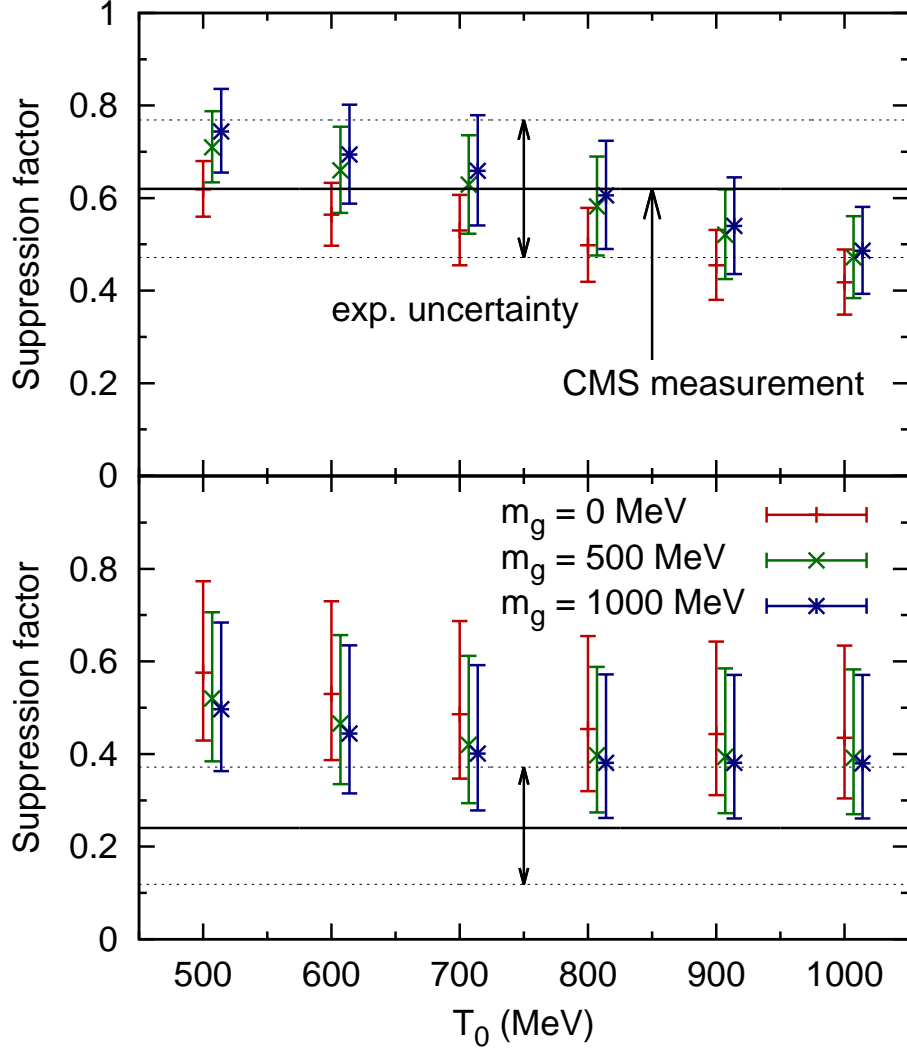 1
0.8
0.6
0.4
0.2
0
Suppression factor
exp. uncertainty
CMS measurement
m_g = 0 MeV
m_g = 500 MeV
m_g = 1000 MeV
0.8
0.6
0.4
0.2
0
Suppression factor
500 600 700 800 900 1000
T_0 (MeV)